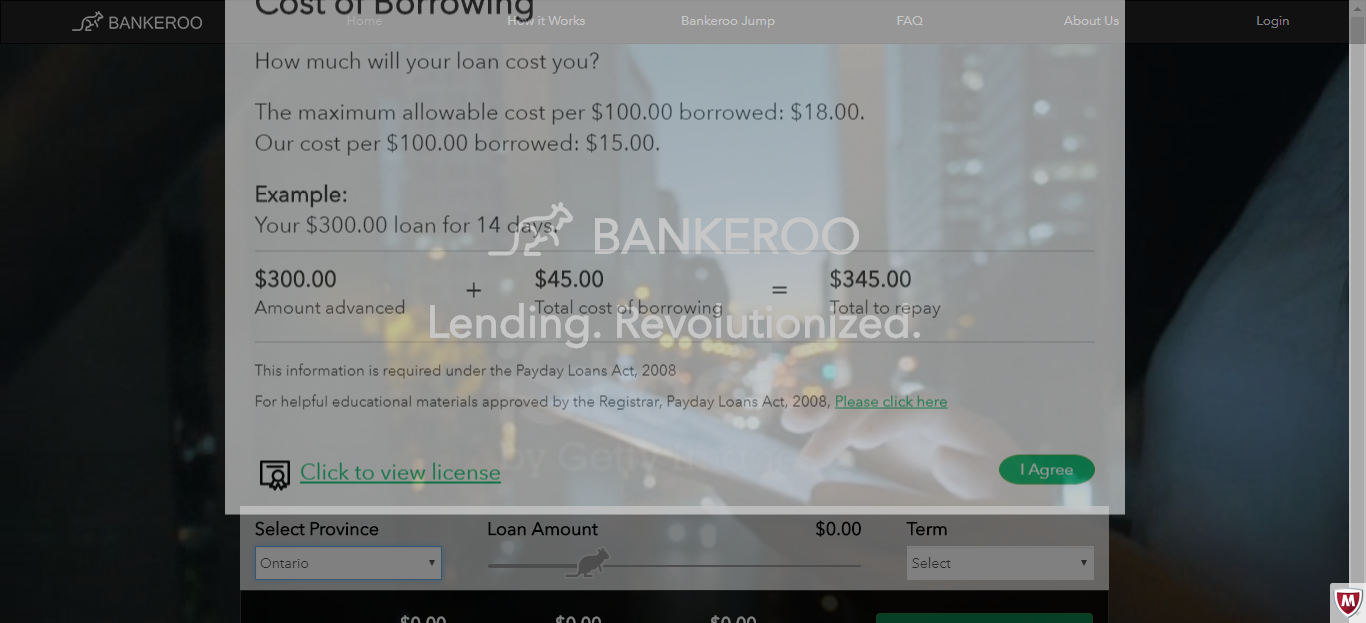 BANKEROO
Home
How it Works
Bankeroo Jump
FAQ
About Us
Login
Cost of Borrowing
How much will your loan cost you?
The maximum allowable cost per $100.00 borrowed: $18.00.
Our cost per $100.00 borrowed: $15.00.
Example:
Your $300.00 loan for 14 days.
BANKEROO
$300.00 + $45.00 = $345.00
Amount advanced Total cost of borrowing Total to repay
Lending. Revolutionized.
This information is required under the Payday Loans Act, 2008
For helpful educational materials approved by the Registrar, Payday Loans Act, 2008, Please click here
Click to view license
I Agree
Select Province
Loan Amount
$0.00
Term
Ontario
Select
$0.00 $0.00 $0.00